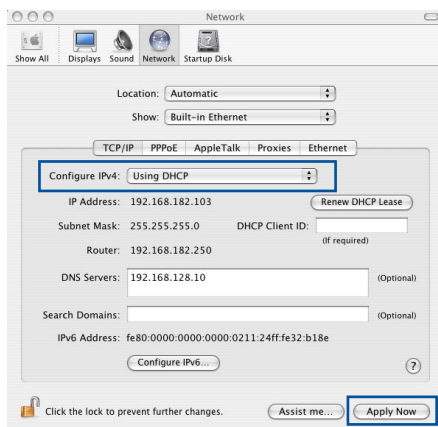 Network
Show All Displays Sound Network Startup Disk
Location: Automatic
Show: Built-in Ethernet
TCP/IP PPPoE AppleTalk Proxies Ethernet
Configure IPv4: Using DHCP
IP Address: 192.168.182.103 Renew DHCP Lease
Subnet Mask: 255.255.255.0 DHCP Client ID:
(If required)
Router: 192.168.182.250
DNS Servers: 192.168.128.10 (Optional)
Search Domains: (Optional)
IPv6 Address: fe80:0000:0000:0000:0211:24ff:fe32:b18e
Configure IPv6... ?
Click the lock to prevent further changes. Assist me... Apply Now